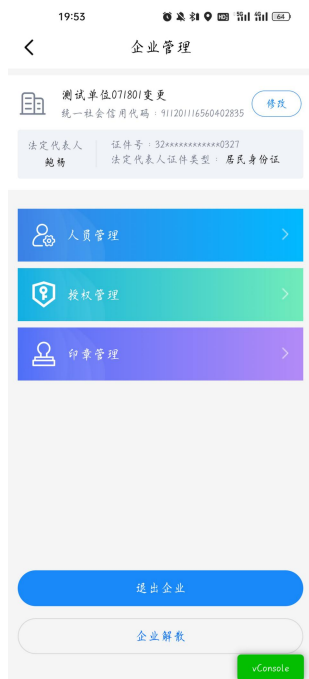 19:53
64
企业管理
测试单位071801变更
统一社会信用代码：911201116560402835
修改
法定代表人
鲍杨
证件号：32************0327
法定代表人证件类型：居民身份证
人员管理
授权管理
印章管理
退出企业
企业解散
vConsole